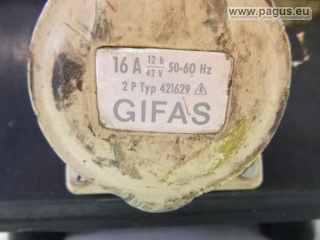 www.pagus.eu
16 A 12 h 42 V 50-60 Hz
2 P Typ 421629
GIFAS